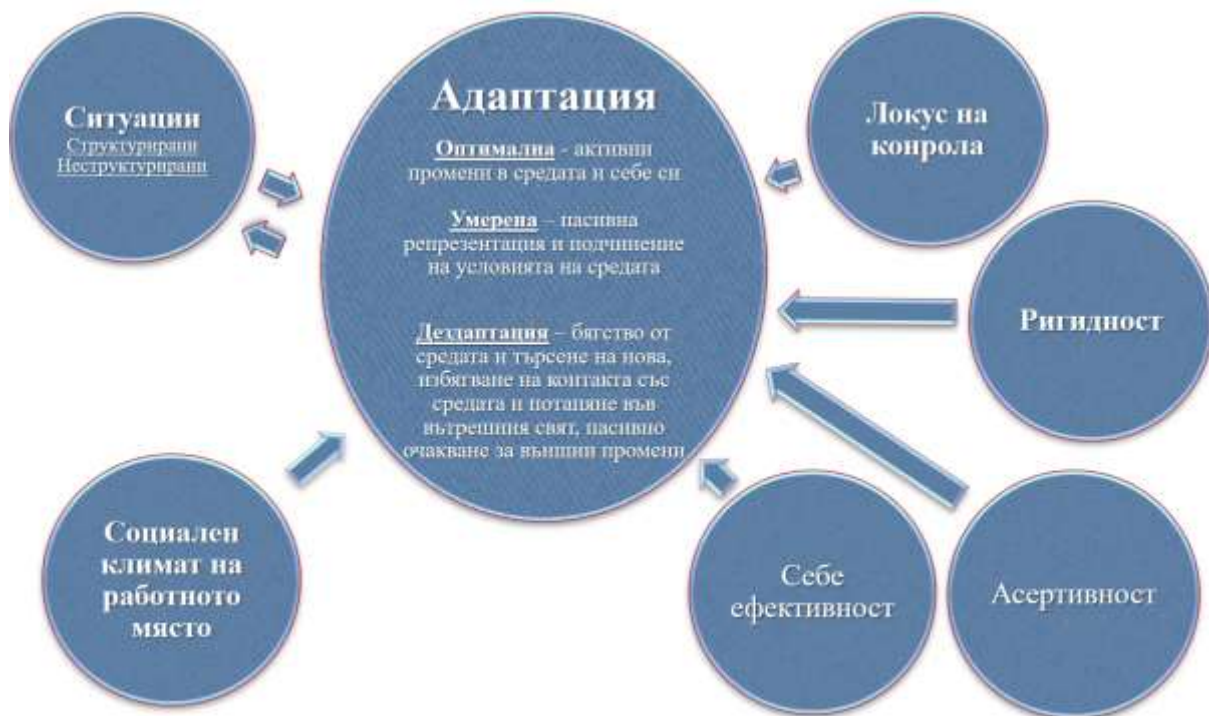 Ситуации
Структурирани
Неструктурирани
Адаптация
Оптимална - активни
промени в средата и себе си
Умерена – пасивна
репрезентация и подчинение
на условията на средата
Дездаптация – бягство от
средата и търсене на нова,
избягване на контакта със
средата и потапяне във
вътрешния свят, пасивно
очакване за външни промени
Локус на
конрола
Ригидност
Социален
климат на
работното
място
Себе
ефективност
Асертивност